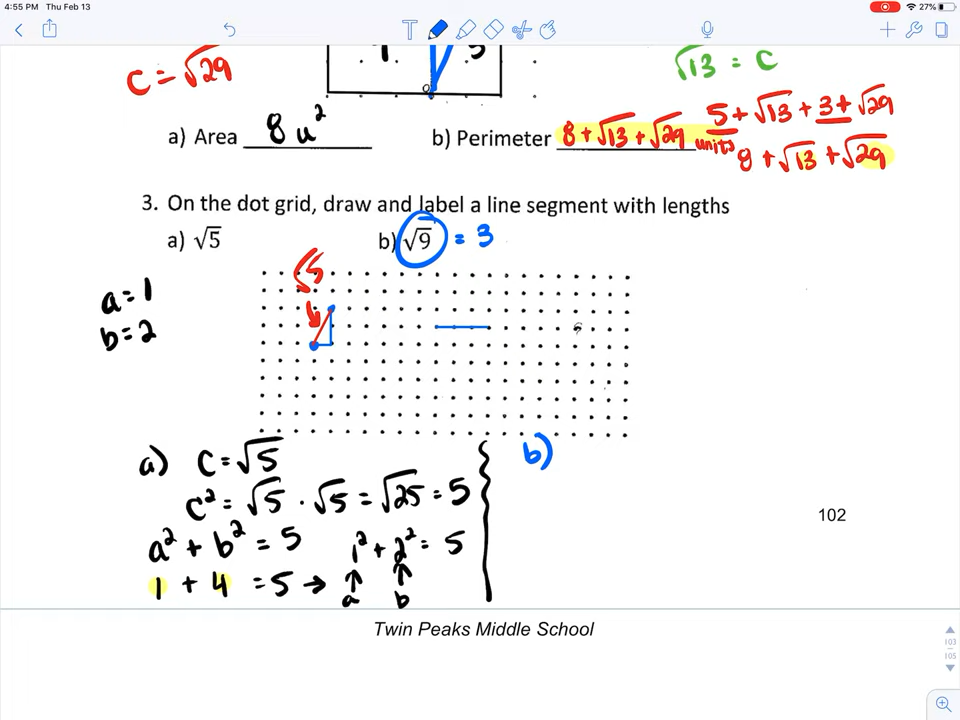 4:55 PM Thu Feb 13
27%
T
C = √29
√13 = C
5 + √13 + 3 + √29
a) Area 8 u²
b) Perimeter 8 + √13 + √29 units
8 + √13 + √29
3. On the dot grid, draw and label a line segment with lengths
a) √5
b) √9 = 3
√5
a = 1
b = 2
a) C = √5
b)
c² = √5 · √5 = √25 = 5
a² + b² = 5
1² + 2² = 5
1 + 4 = 5 →
a b
102
Twin Peaks Middle School
103
105